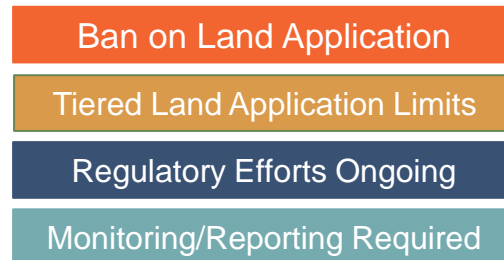 Ban on Land Application
Tiered Land Application Limits
Regulatory Efforts Ongoing
Monitoring/Reporting Required